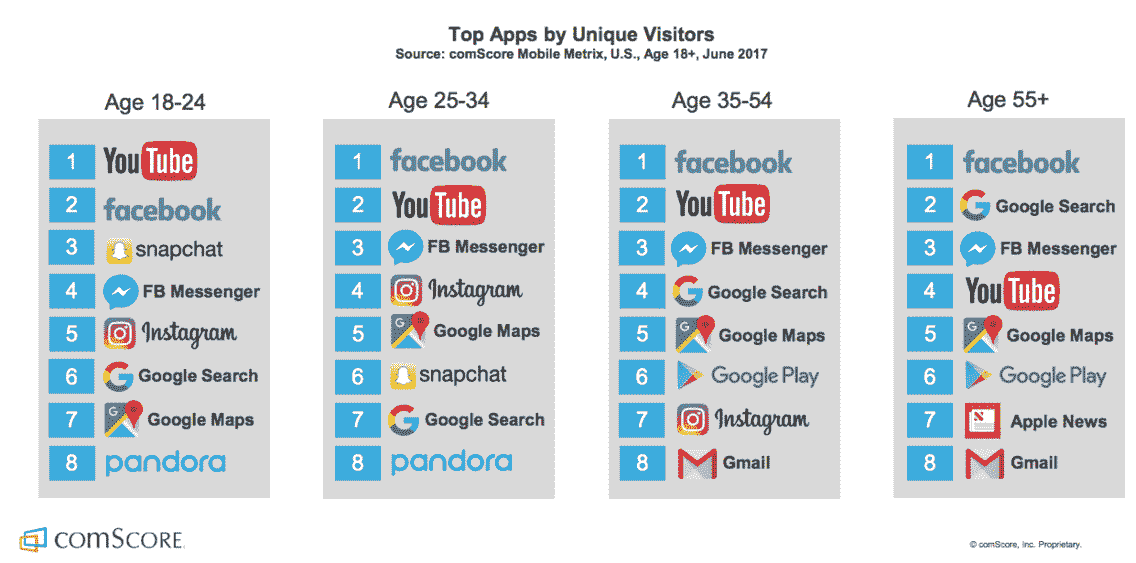 Top Apps by Unique Visitors
Source: comScore Mobile Metrix, U.S., Age 18+, June 2017
Age 18-24
1 YouTube
2 facebook
3 snapchat
4 FB Messenger
5 Instagram
6 Google Search
7 Google Maps
8 pandora
Age 25-34
1 facebook
2 YouTube
3 FB Messenger
4 Instagram
5 Google Maps
6 snapchat
7 Google Search
8 pandora
Age 35-54
1 facebook
2 YouTube
3 FB Messenger
4 Google Search
5 Google Maps
6 Google Play
7 Instagram
8 Gmail
Age 55+
1 facebook
2 Google Search
3 FB Messenger
4 YouTube
5 Google Maps
6 Google Play
7 Apple News
8 Gmail
comScore.
© comScore, Inc. Proprietary.